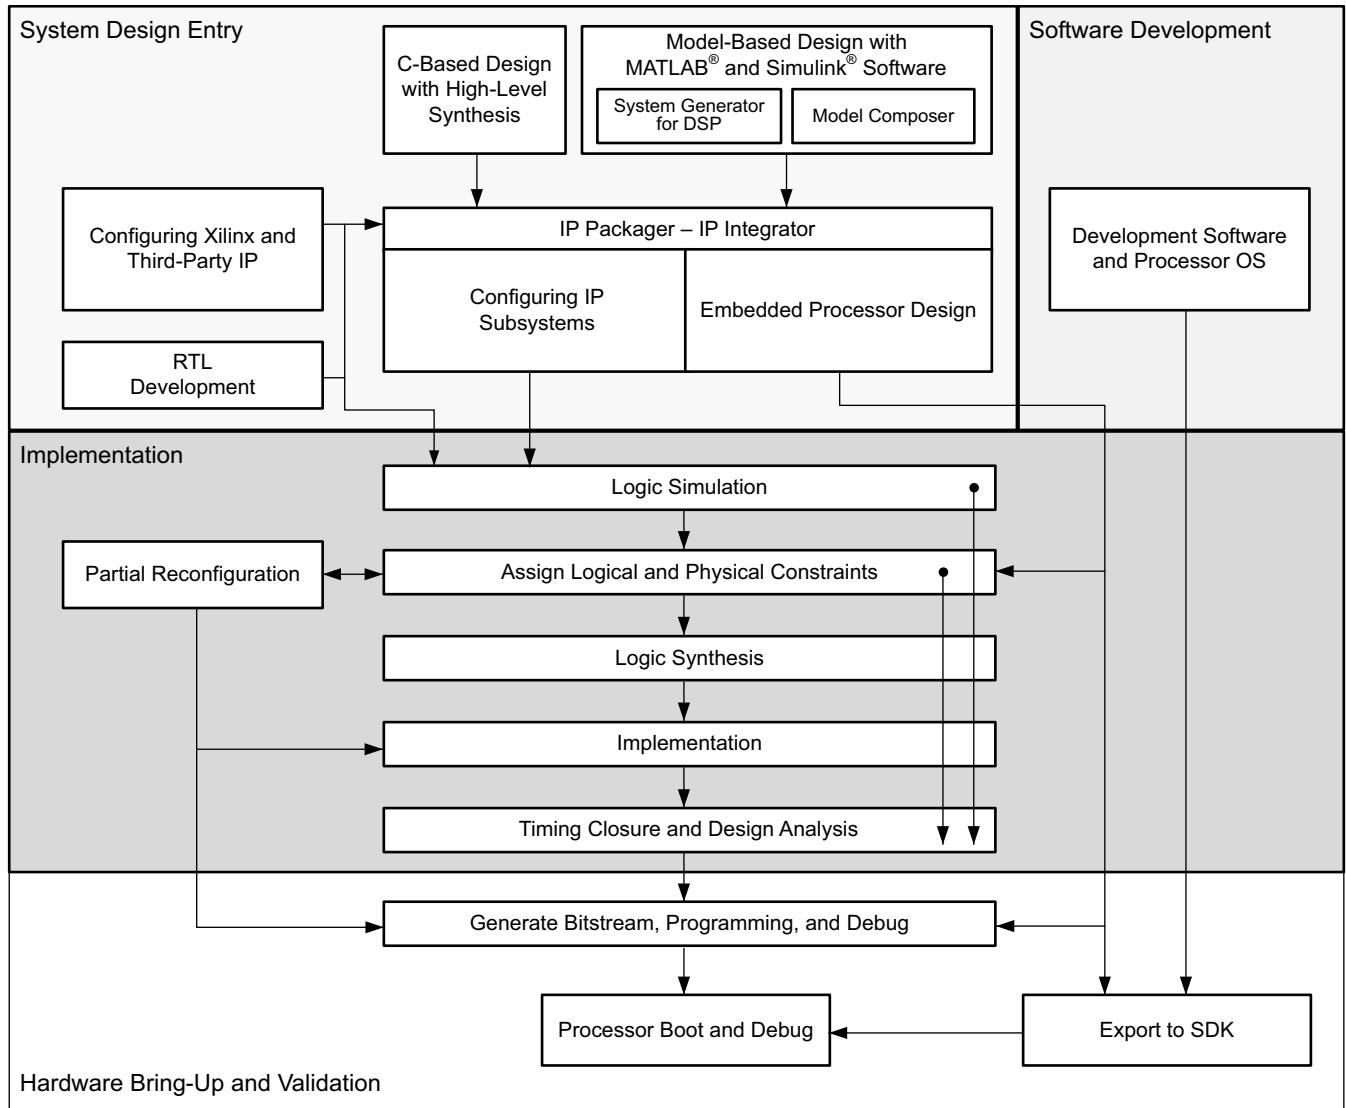 System Design Entry
Software Development
C-Based Design
with High-Level
Synthesis
Model-Based Design with
MATLAB® and Simulink® Software
System Generator
for DSP
Model Composer
Configuring Xilinx and
Third-Party IP
IP Packager – IP Integrator
Development Software
and Processor OS
Configuring IP
Subsystems
Embedded Processor Design
RTL
Development
Implementation
Logic Simulation
Partial Reconfiguration
Assign Logical and Physical Constraints
Logic Synthesis
Implementation
Timing Closure and Design Analysis
Generate Bitstream, Programming, and Debug
Processor Boot and Debug
Export to SDK
Hardware Bring-Up and Validation